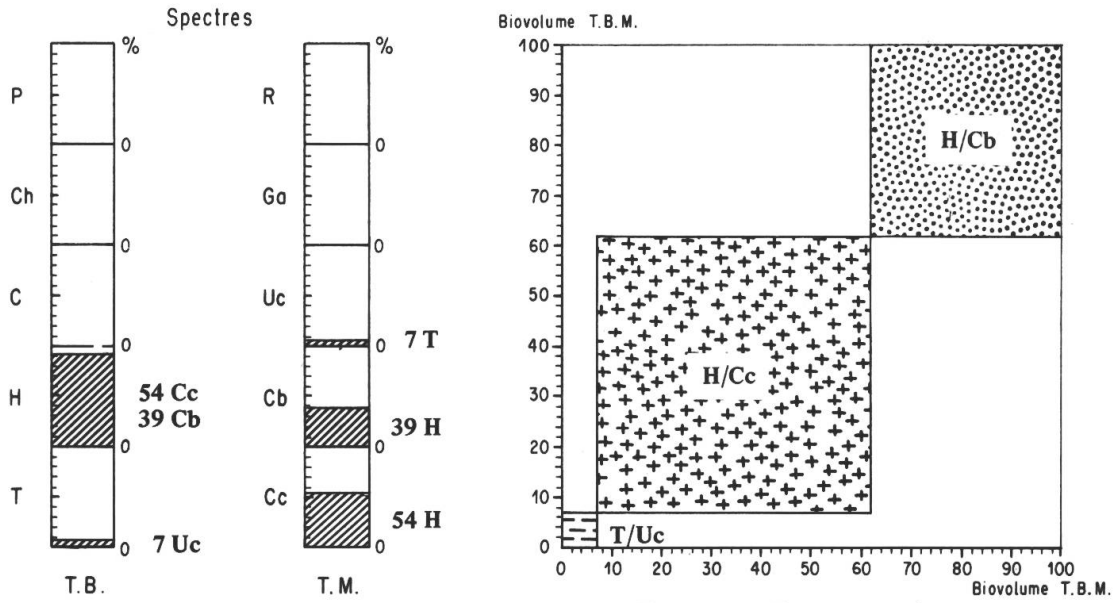 Spectres
%
P
0
Ch
0
C
0
H
54 Cc
39 Cb
0
T
7 Uc
0
T.B.
%
R
0
Ga
0
Uc
7 T
0
Cb
39 H
0
Cc
54 H
0
T.M.
Biovolume T.B.M.
100
90
80
70
60
50
40
30
20
10
0
H/Cb
H/Cc
T/Uc
0 10 20 30 40 50 60 70 80 90 100
Biovolume T.B.M.